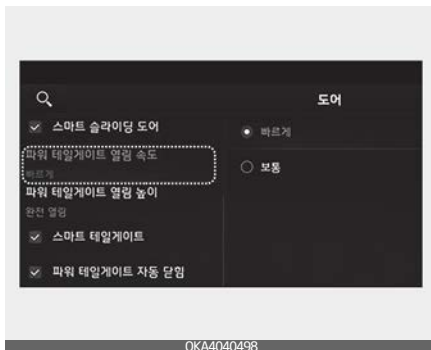 도어
스마트 슬라이딩 도어
파워 테일게이트 열림 속도
빠르게
파워 테일게이트 열림 높이
완전 열림
스마트 테일게이트
파워 테일게이트 자동 닫힘
빠르게
보통
OKA4040498